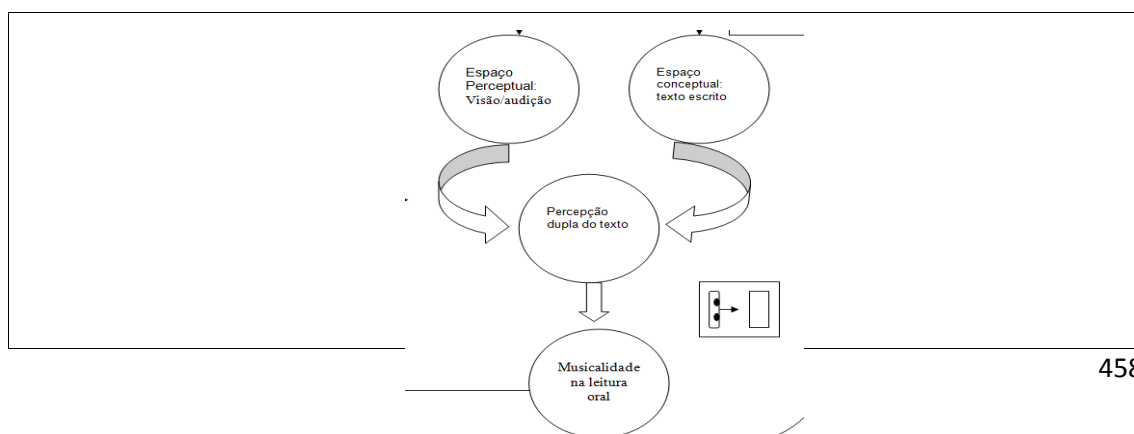 Espaço
Perceptual:
Visão/audição
Espaço
conceptual:
texto escrito
Percepção
dupla do texto
Musicalidade
na leitura
oral
458